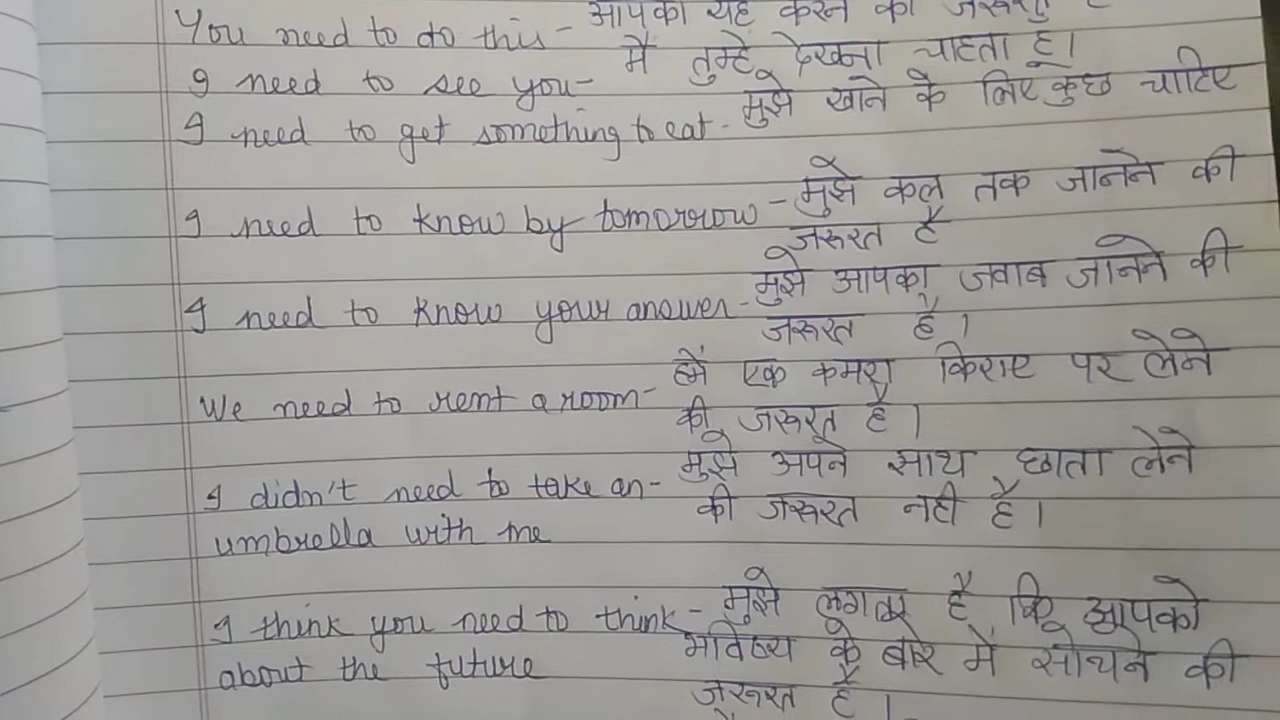 You need to do this - आपको यह करने की जरूरत है
I need to see you - मैं तुम्हे देखना चाहता हू।
I need to get something to eat - मुझे खाने के लिए कुछ चाहिए
I need to know by tomorrow - मुझे कल तक जानने की
जरूरत है
I need to know your answer - मुझे आपका जवाब जानने की
जरूरत है।
We need to rent a room - हमें एक कमरा किराए पर लेने
की जरूरत है।
I didn't need to take an - मुझे अपने साथ छाता लेने
umbrella with me की जरूरत नही है।
I think you need to think - मुझे लगता है कि आपको
about the future भविष्य के बारे में सोचने की
जरूरत है।